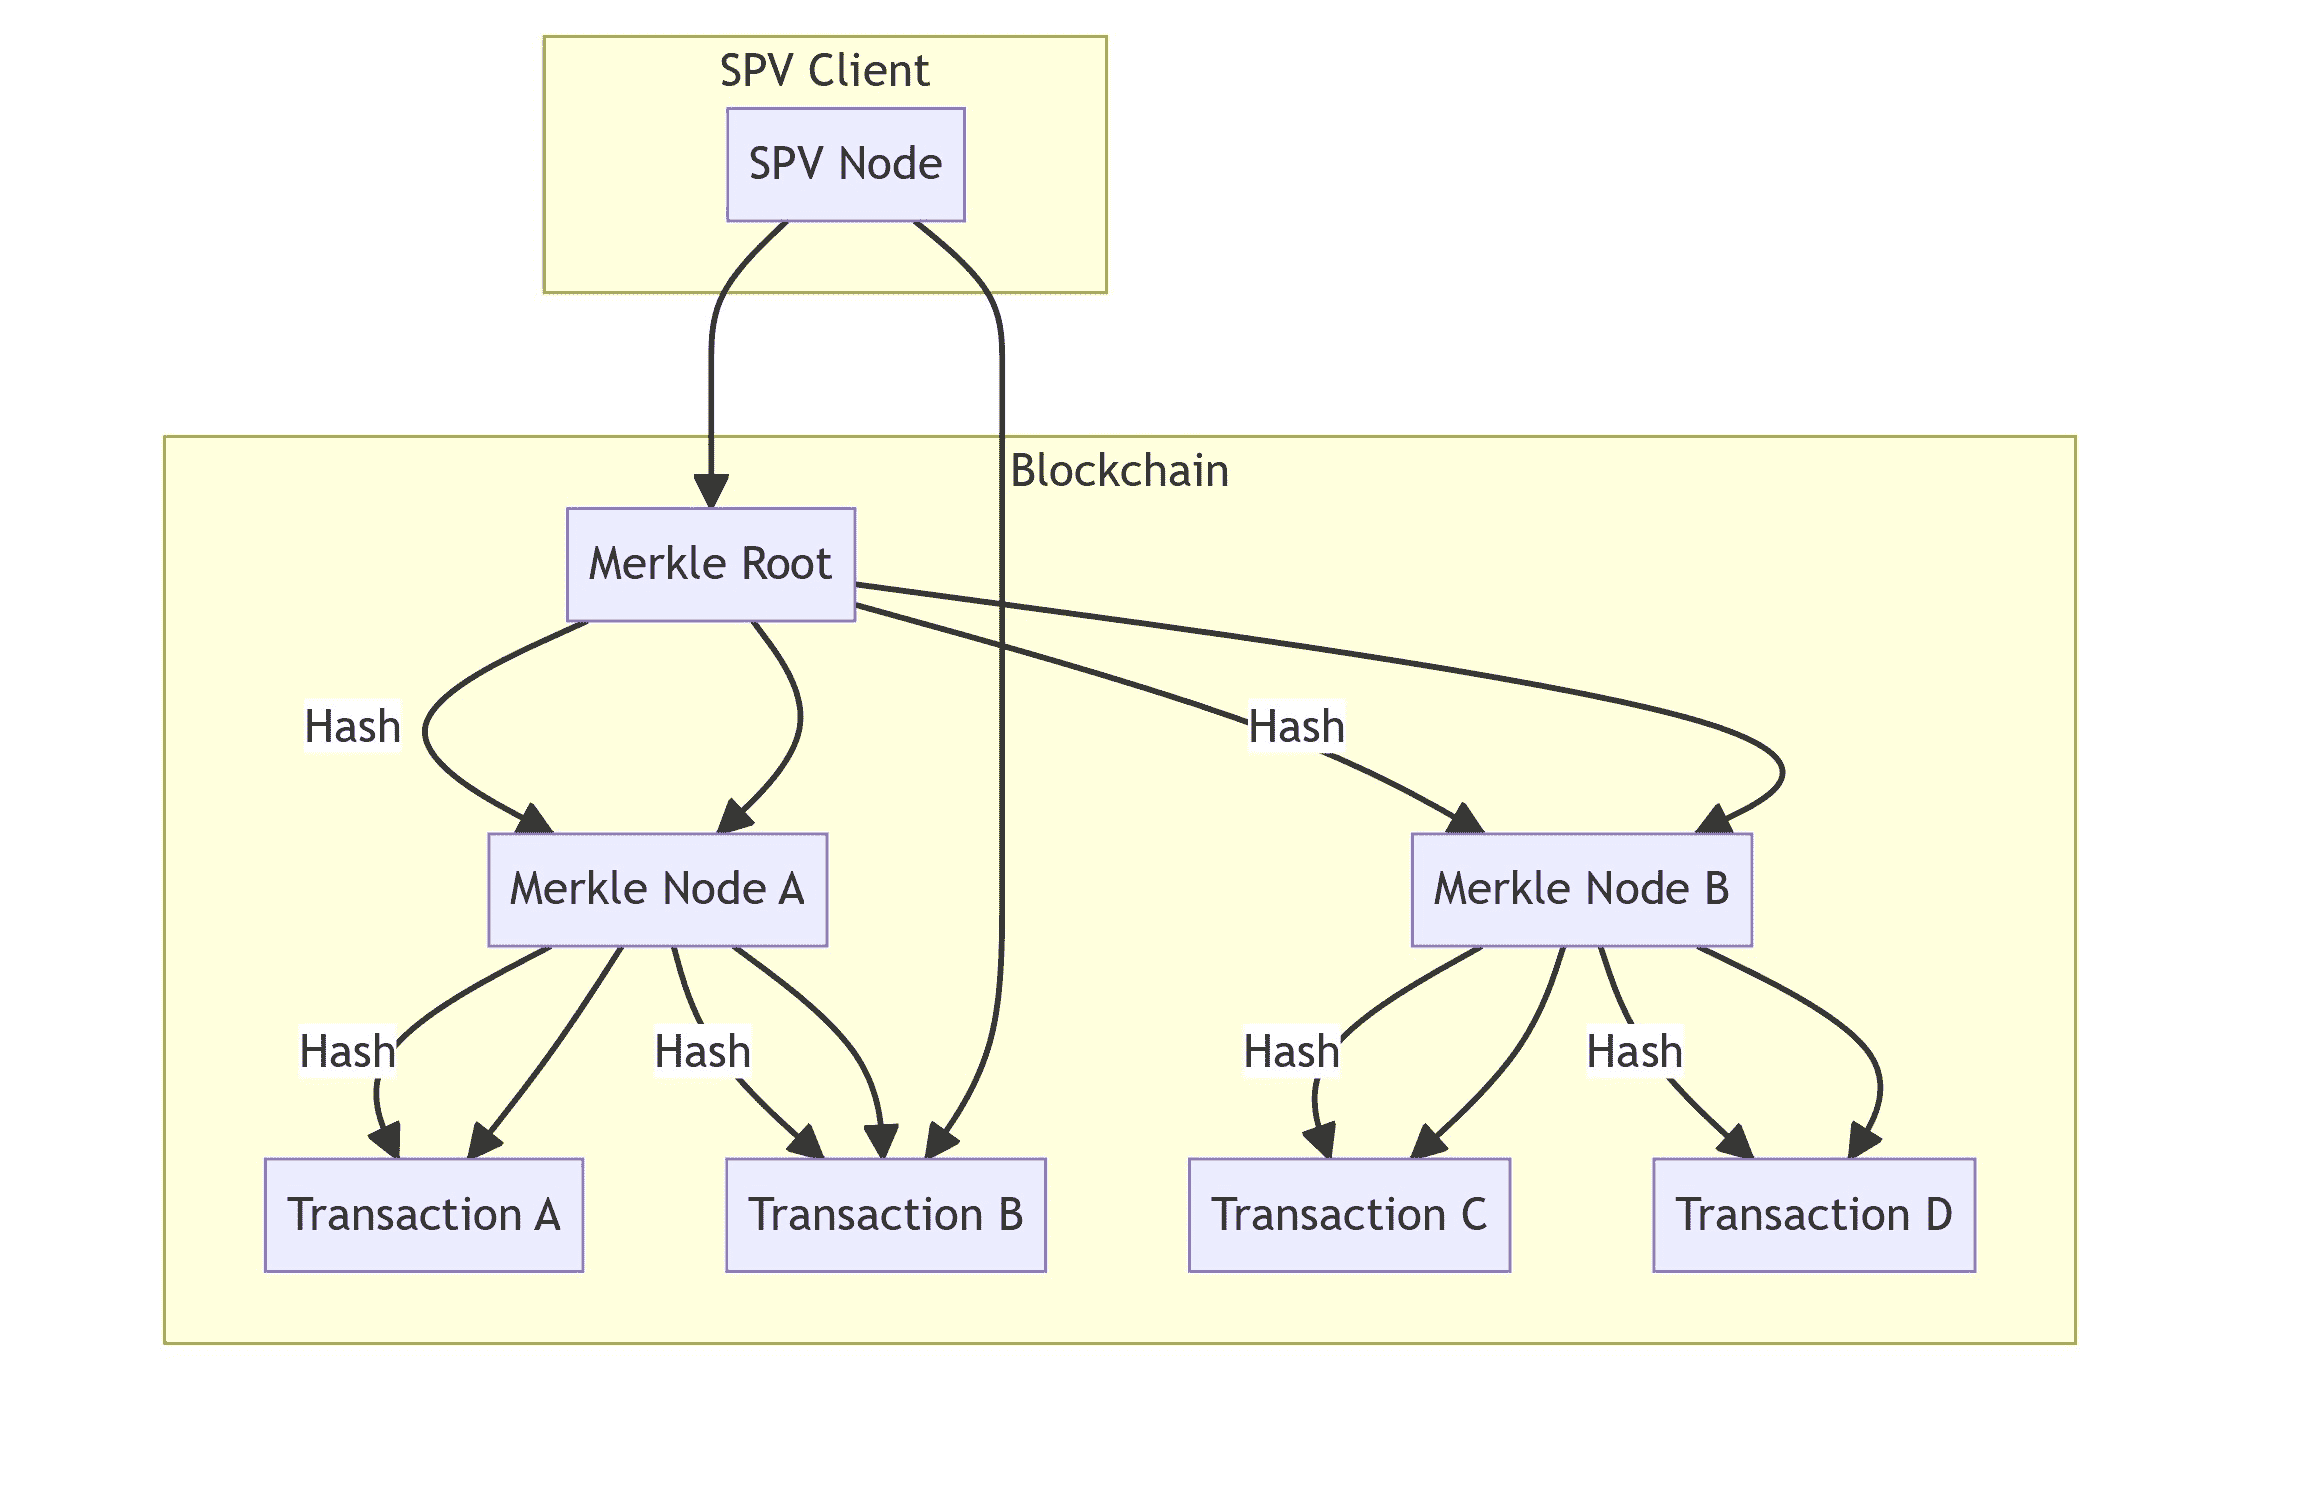 SPV Client
SPV Node
Blockchain
Merkle Root
Hash
Hash
Merkle Node A
Merkle Node B
Hash
Hash
Hash
Hash
Transaction A
Transaction B
Transaction C
Transaction D